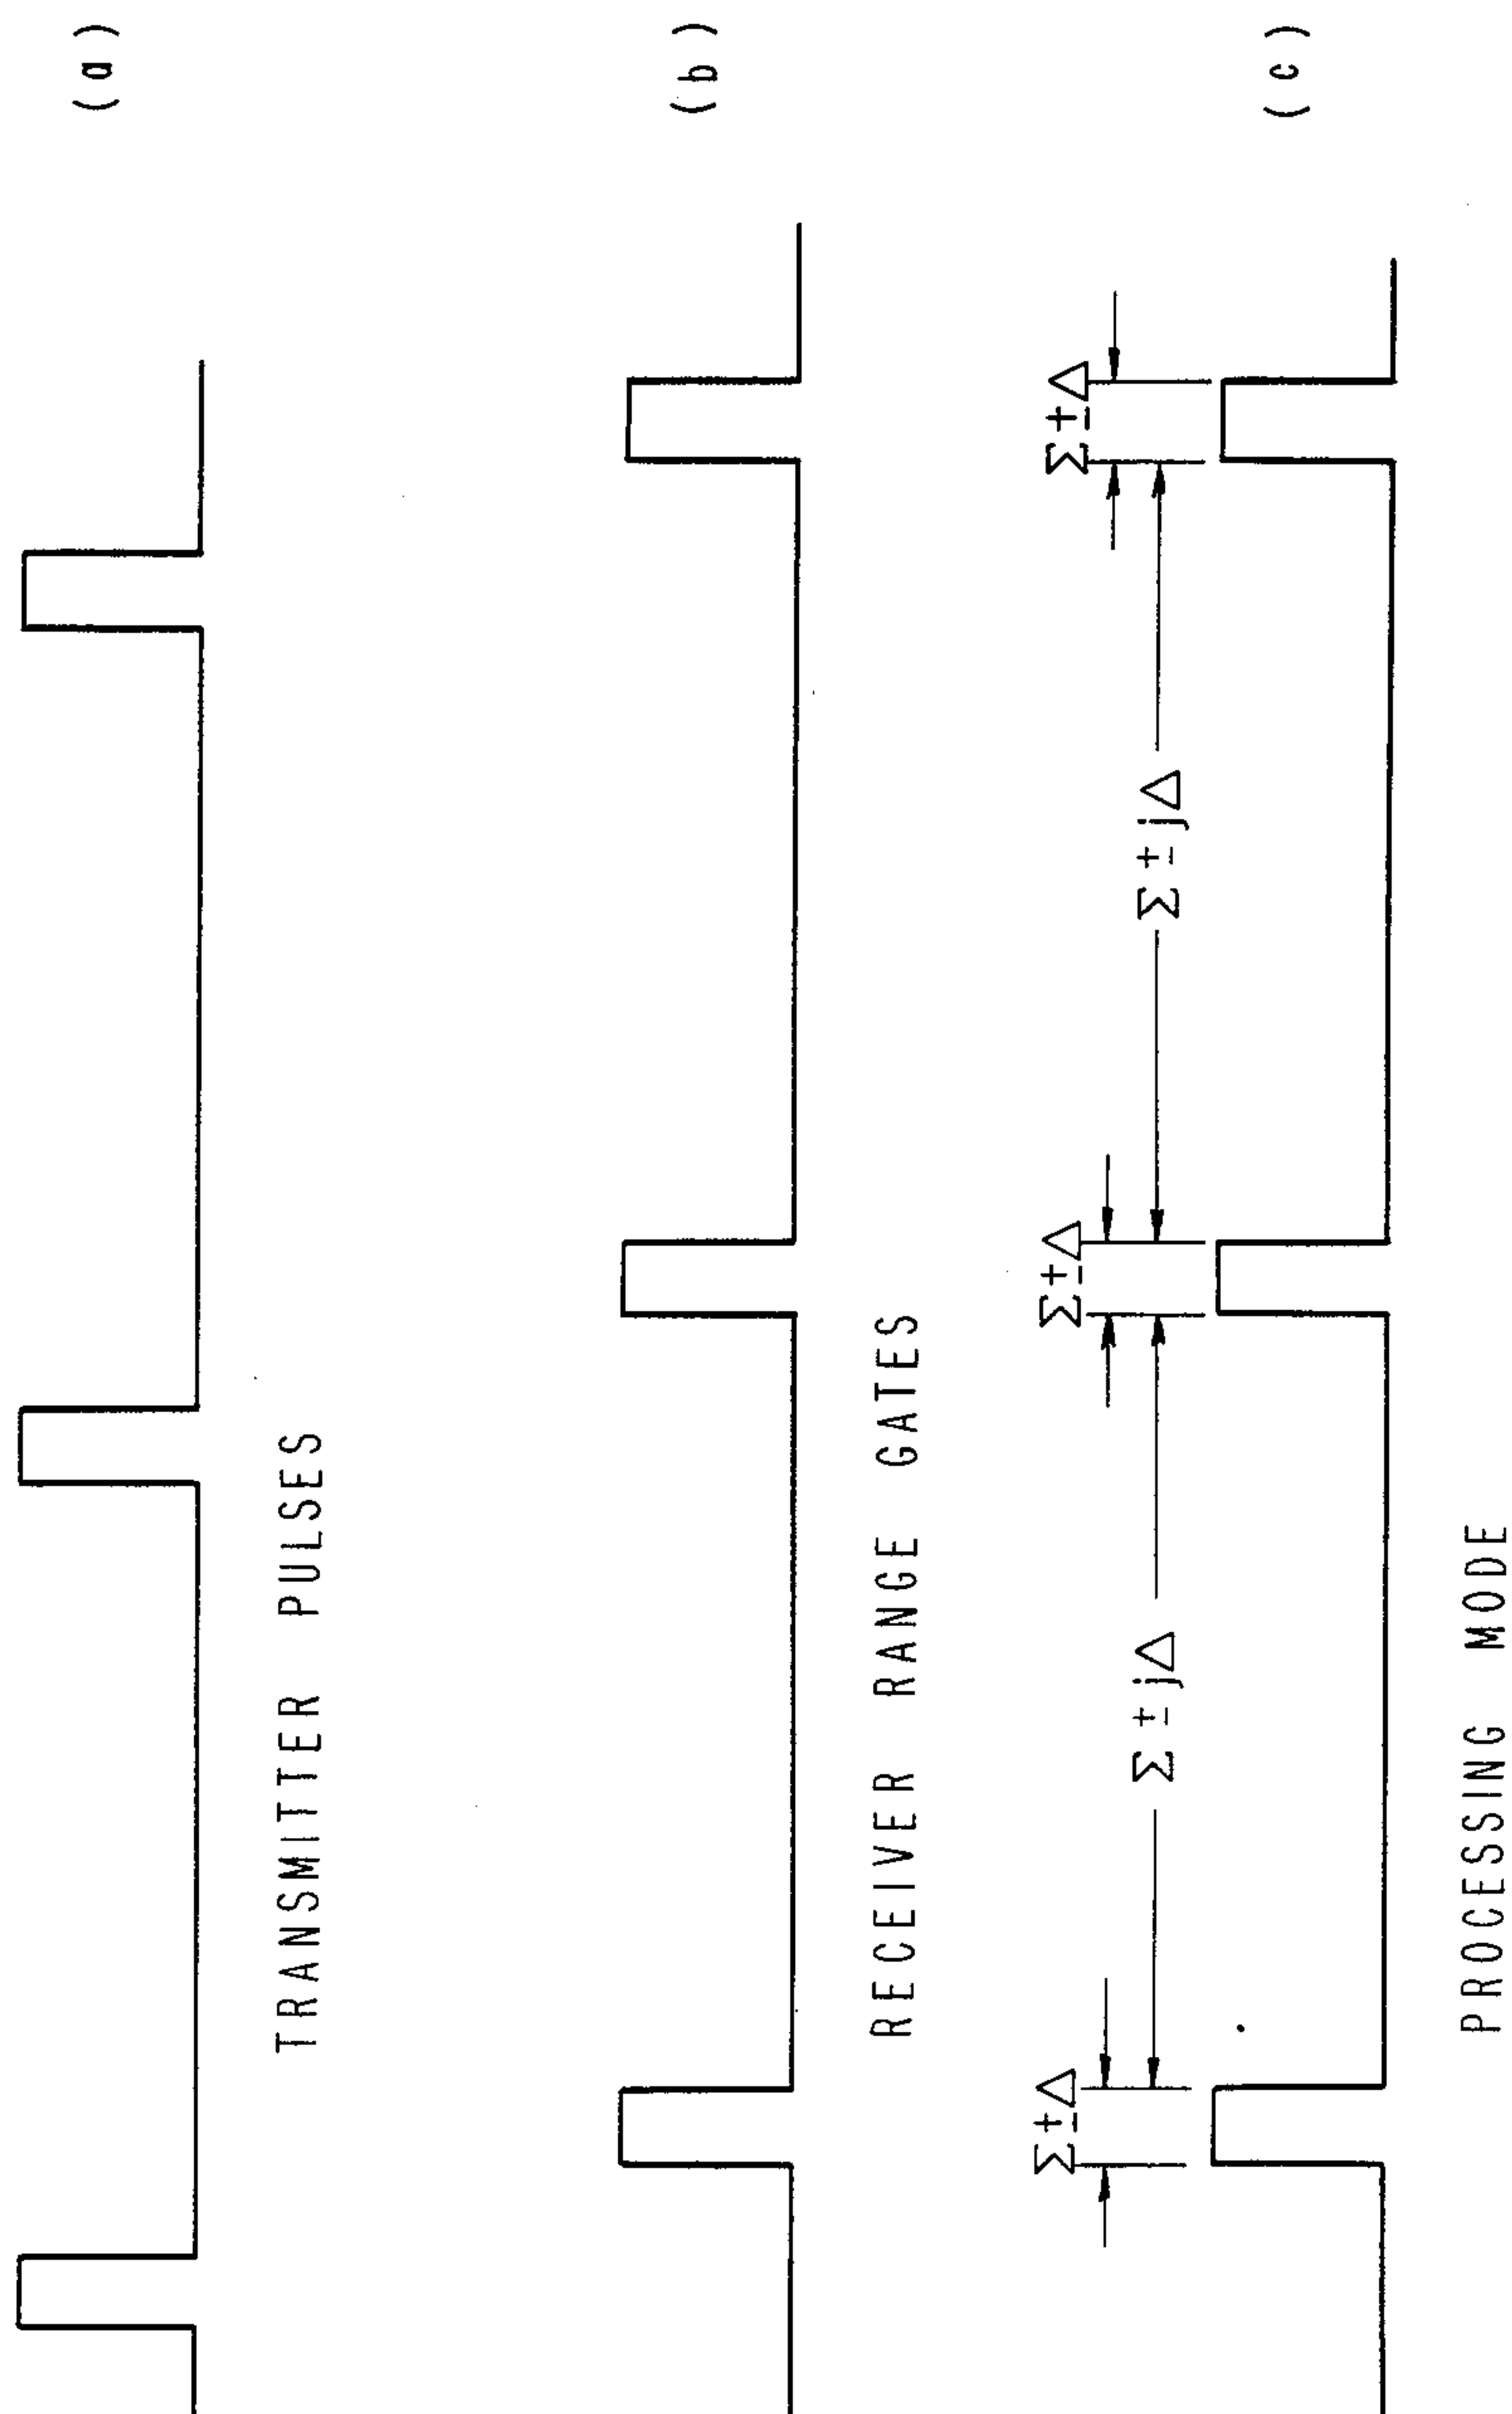 (a)
TRANSMITTER PULSES
(b)
RECEIVER RANGE GATES
(c)
Σ±Δ
Σ±jΔ
Σ±Δ
Σ±jΔ
Σ±Δ
PROCESSING MODE